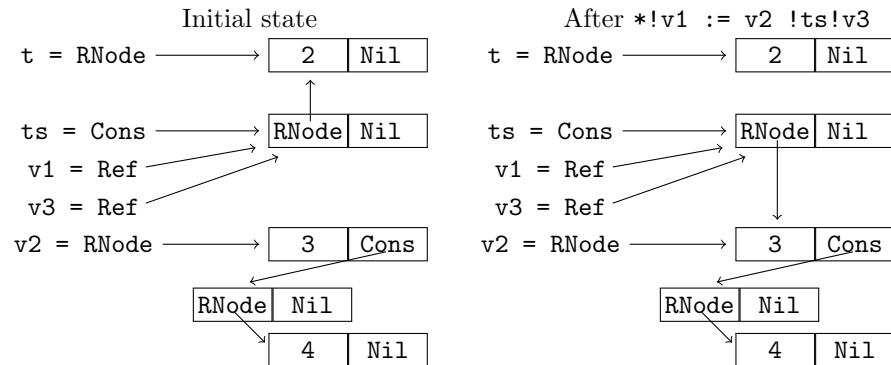 Initial state
t = RNode 2 Nil
ts = Cons RNode Nil
v1 = Ref
v3 = Ref
v2 = RNode 3 Cons
RNode Nil
4 Nil
After *!v1 := v2 !ts!v3
t = RNode 2 Nil
ts = Cons RNode Nil
v1 = Ref
v3 = Ref
v2 = RNode 3 Cons
RNode Nil
4 Nil